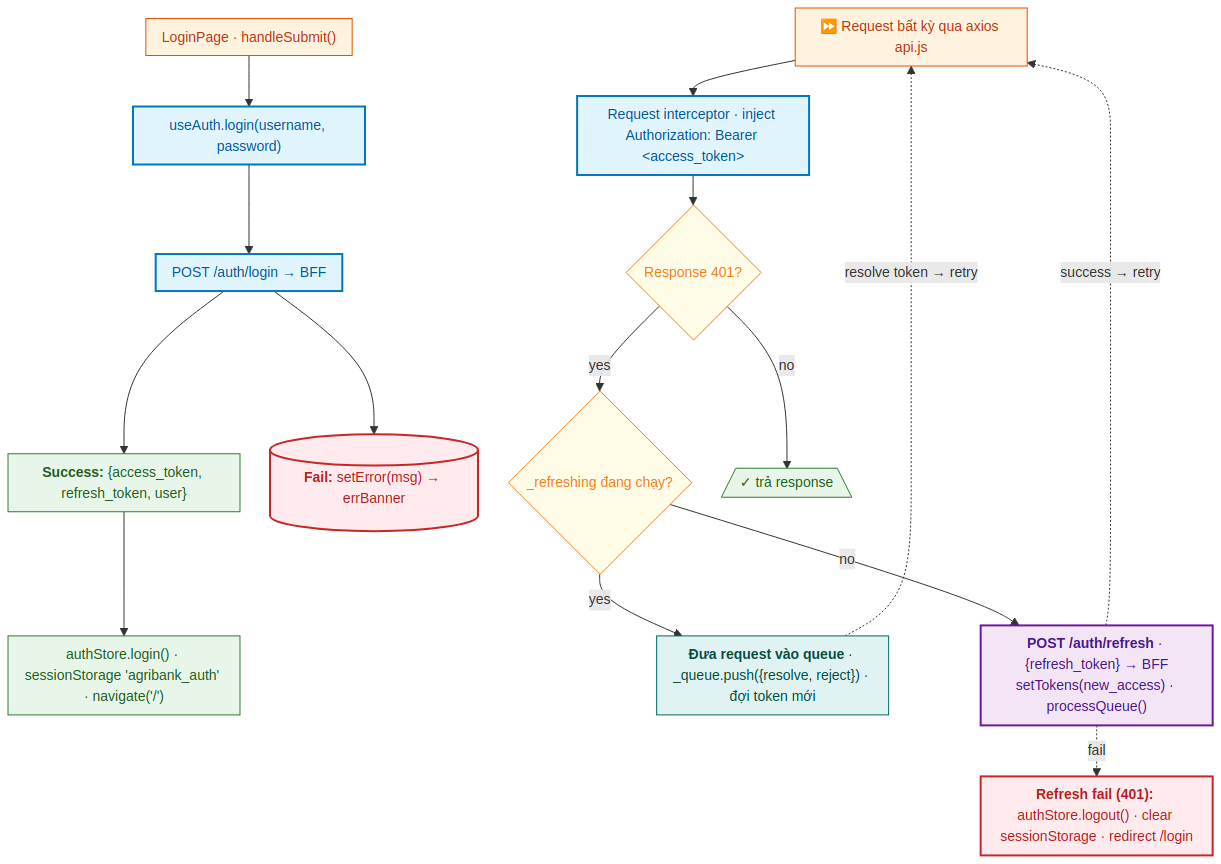 LoginPage · handleSubmit()
useAuth.login(username,
password)
POST /auth/login → BFF
Success: {access_token,
refresh_token, user}
Fail: setError(msg) →
errBanner
authStore.login() ·
sessionStorage 'agribank_auth'
· navigate('/')
⏩ Request bất kỳ qua axios
api.js
Request interceptor · inject
Authorization: Bearer
<access_token>
Response 401?
resolve token → retry
success → retry
yes
no
_refreshing đang chạy?
✓ trả response
no
yes
Đưa request vào queue ·
_queue.push({resolve, reject}) ·
đợi token mới
POST /auth/refresh ·
{refresh_token} → BFF
setTokens(new_access) ·
processQueue()
fail
Refresh fail (401):
authStore.logout() · clear
sessionStorage · redirect /login